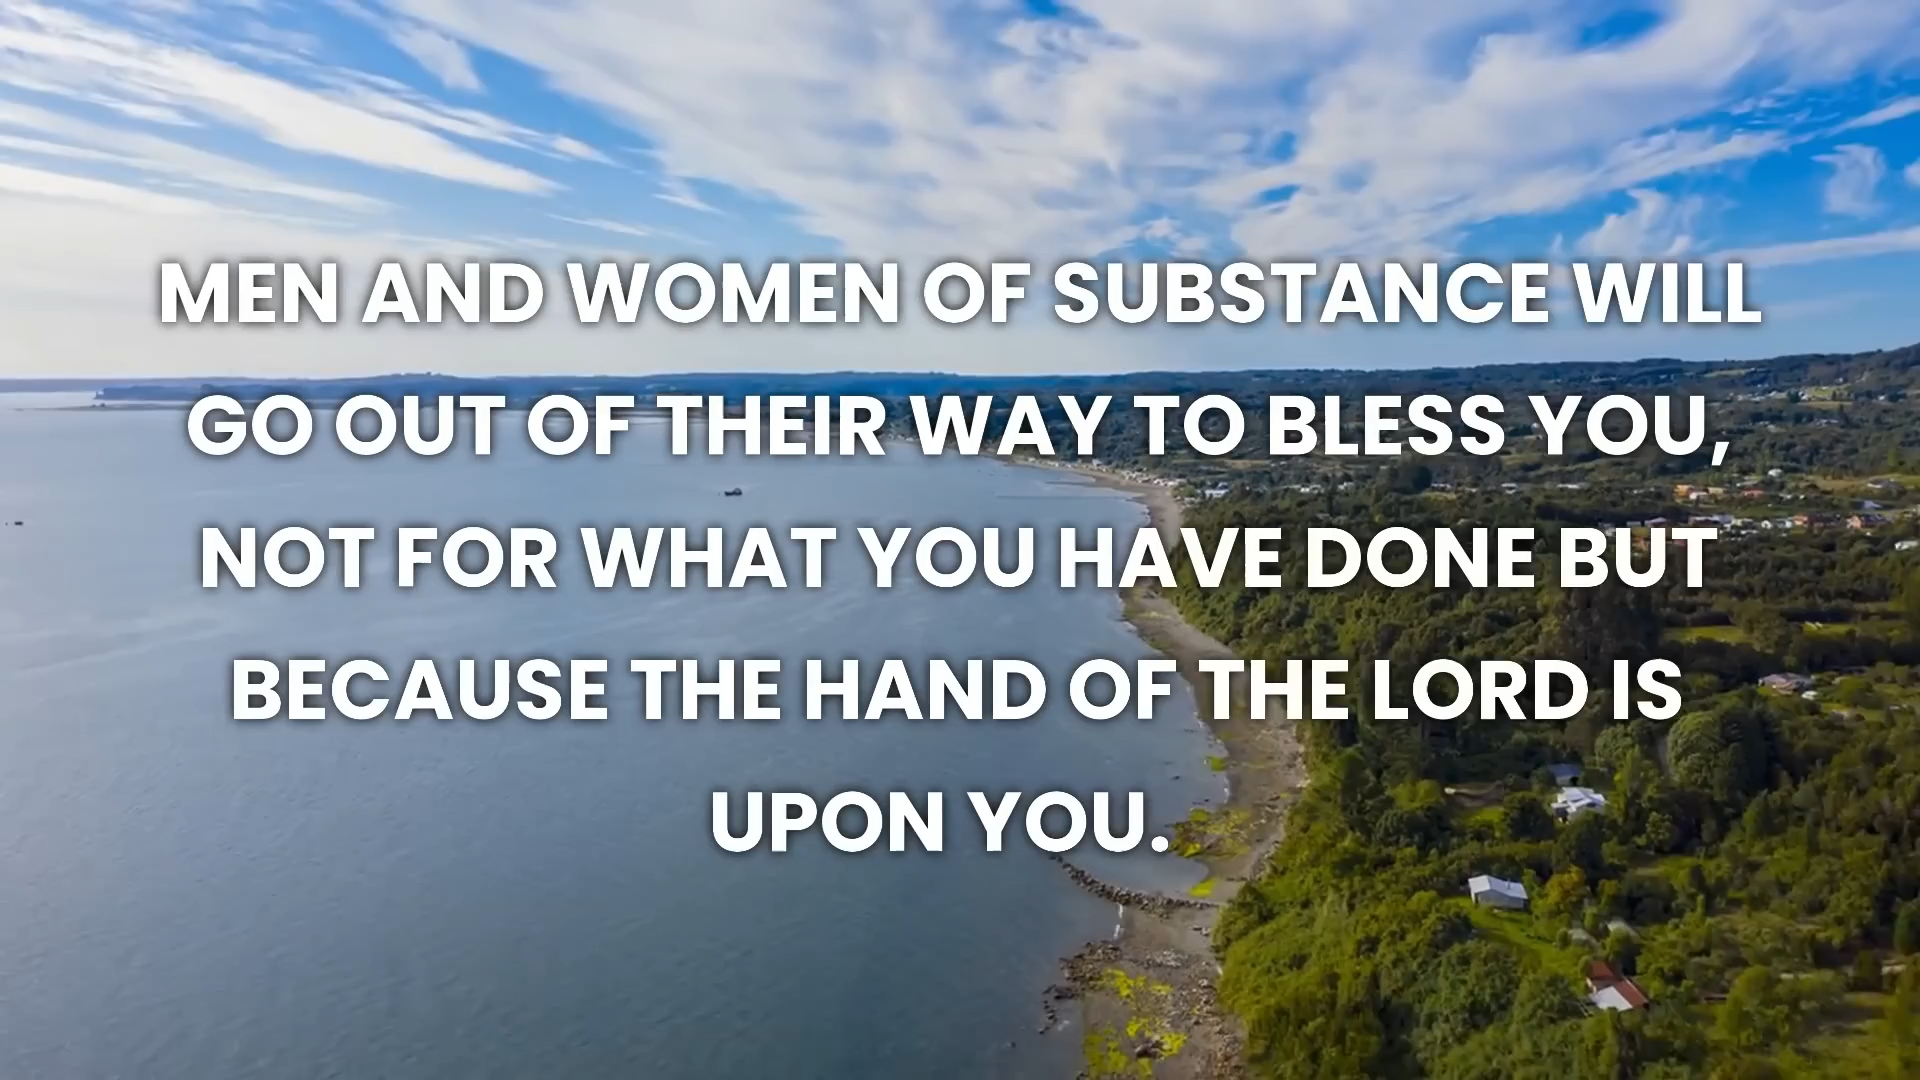 MEN AND WOMEN OF SUBSTANCE WILL
GO OUT OF THEIR WAY TO BLESS YOU,
NOT FOR WHAT YOU HAVE DONE BUT
BECAUSE THE HAND OF THE LORD IS
UPON YOU.